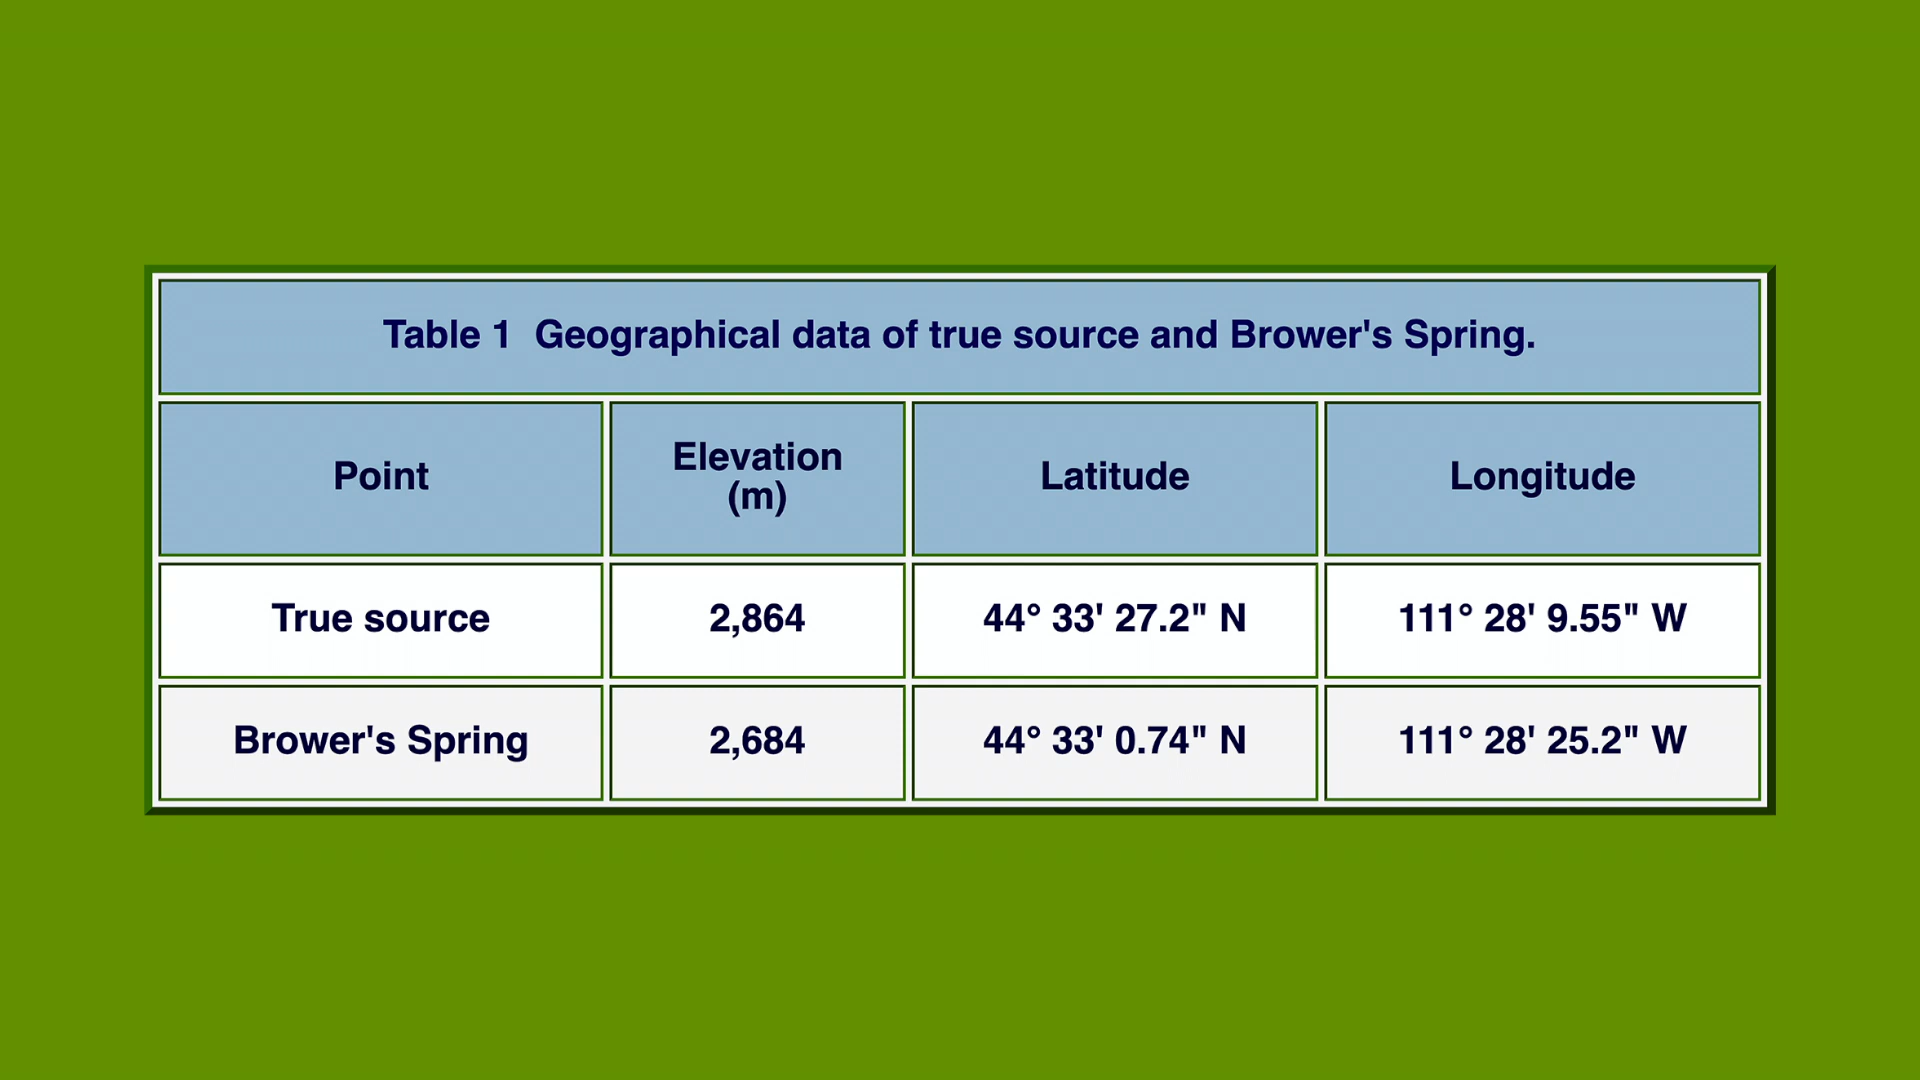 Table 1  Geographical data of true source and Brower's Spring.
Point Elevation (m) Latitude Longitude
True source 2,864 44° 33' 27.2" N 111° 28' 9.55" W
Brower's Spring 2,684 44° 33' 0.74" N 111° 28' 25.2" W